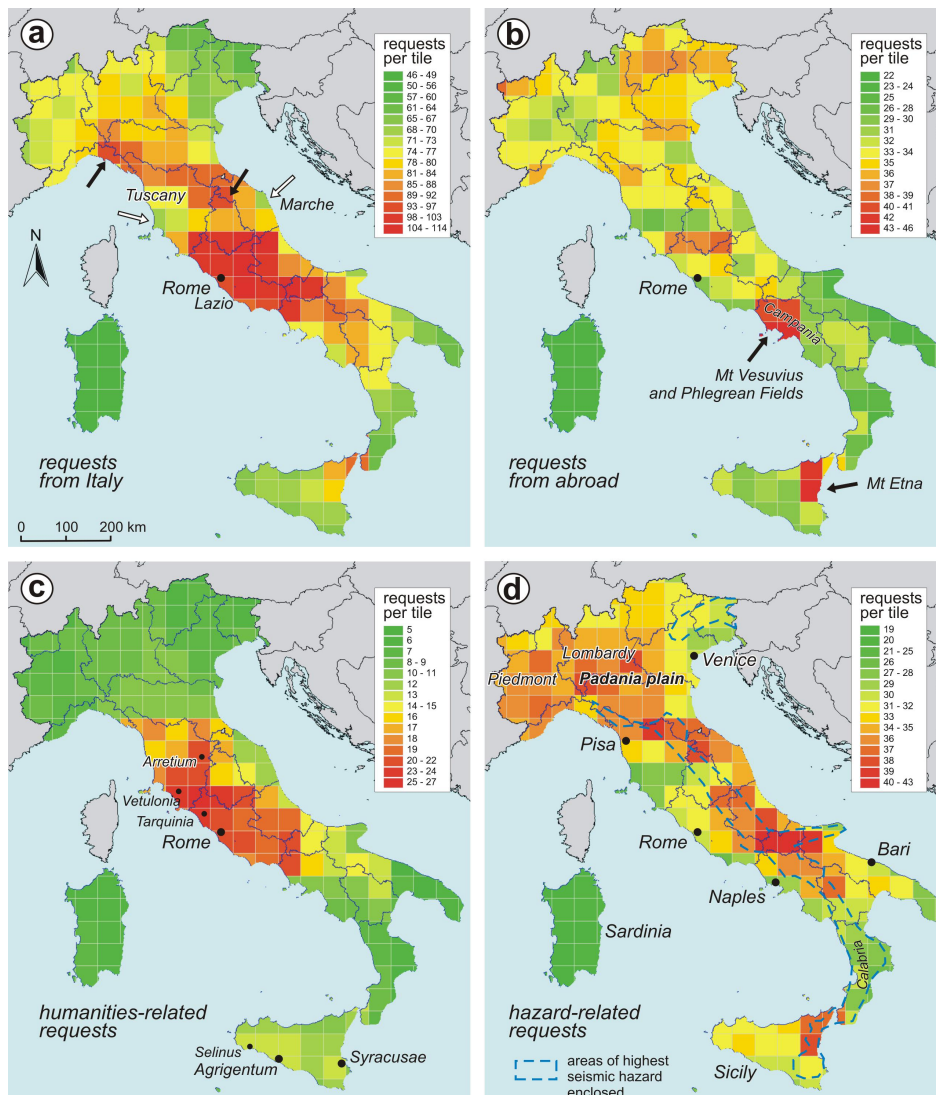 a
requests
per tile
46 - 49
50 - 56
57 - 60
61 - 64
65 - 67
68 - 70
71 - 73
74 - 77
78 - 80
81 - 84
85 - 88
89 - 92
93 - 97
98 - 103
104 - 114
Tuscany
Marche
N
Rome
Lazio
requests
from Italy
0 100 200 km
b
requests
per tile
22
23 - 24
25
26 - 28
29 - 30
31
32
33 - 34
35
36
37
38 - 39
40 - 41
42
43 - 46
Rome
Campania
Mt Vesuvius
and Phlegrean Fields
requests
from abroad
Mt Etna
c
requests
per tile
5
6
7
8 - 9
10 - 11
12
13
14 - 15
16
17
18
19
20 - 22
23 - 24
25 - 27
Arretium
Vetulonia
Tarquinia
Rome
humanities-related
requests
Selinus
Agrigentum
Syracusae
d
requests
per tile
19
20
21 - 25
26
27 - 28
29
30
31 - 32
33
34 - 35
36
37
38
39
40 - 43
Lombardy
Venice
Piedmont
Padania plain
Pisa
Rome
Bari
Naples
Sardinia
Calabria
hazard-related
requests
Sicily
areas of highest
seismic hazard
enclosed